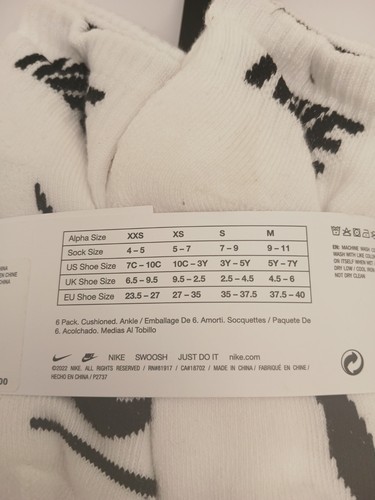 NIKE
Alpha Size XXS XS S M
Sock Size 4 – 5 5 – 7 7 – 9 9 – 11
US Shoe Size 7C – 10C 10C – 3Y 3Y – 5Y 5Y – 7Y
UK Shoe Size 6.5 – 9.5 9.5 – 2.5 2.5 – 4.5 4.5 – 6
EU Shoe Size 23.5 – 27 27 – 35 35 – 37.5 37.5 – 40
6 Pack. Cushioned. Ankle / Emballage De 6. Amorti. Socquettes / Paquete De
6. Acolchado. Medias Al Tobillo
NIKE NIKE SWOOSH JUST DO IT nike.com
©2022 NIKE. ALL RIGHTS RESERVED / RN#81917 / CA#18702 / MADE IN CHINA / FABRIQUÉ EN CHINE /
HECHO EN CHINA / P2737
EN: MACHINE WASH
WASH WITH LIKE
ON ITSELF WHEN
DRY LOW / COOL IRON
NOT DRY CLEAN
EN CHINE
CHINA
00